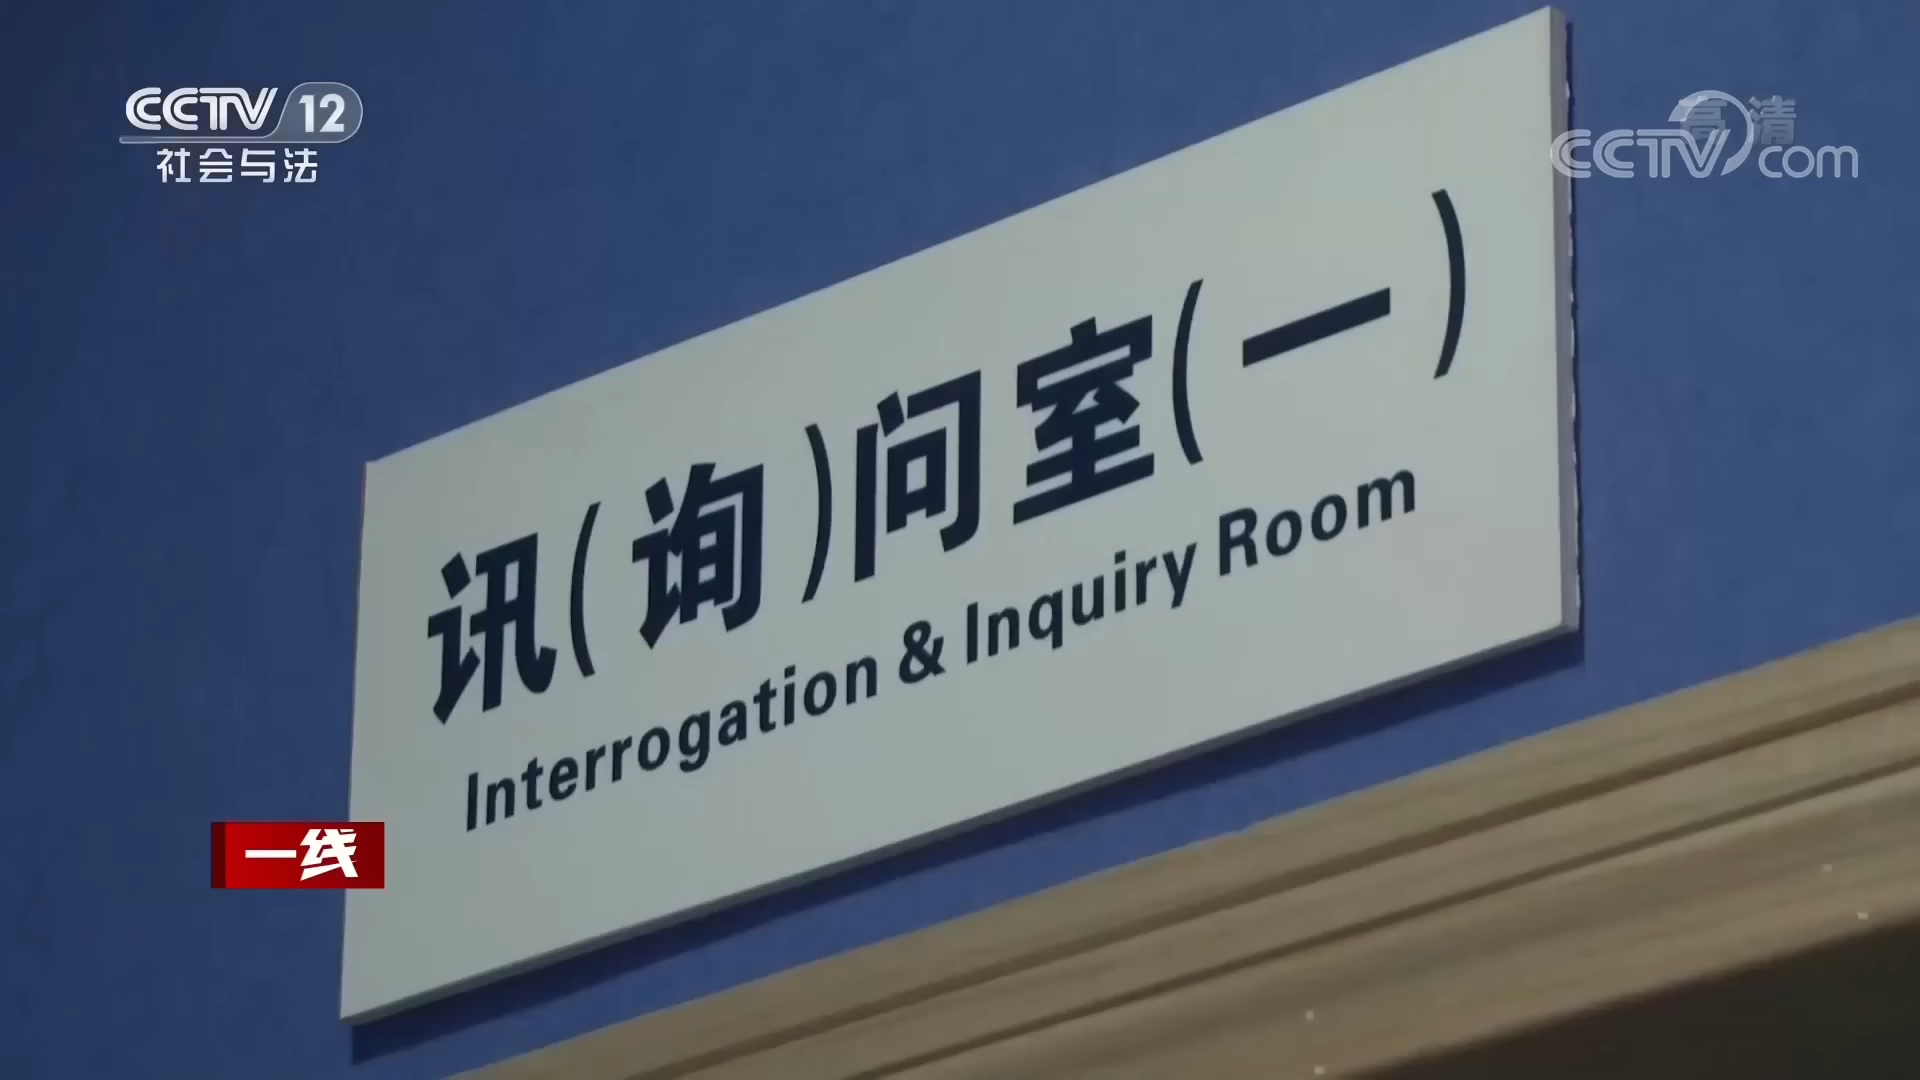 CCTV 12
社会与法
高清
CCTV.com
讯(询)问室(一)
Interrogation & Inquiry Room
一线